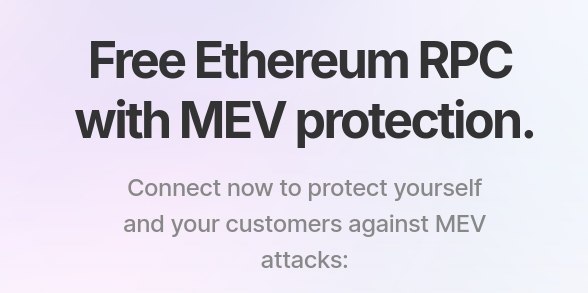 Free Ethereum RPC
with MEV protection.
Connect now to protect yourself
and your customers against MEV
attacks: